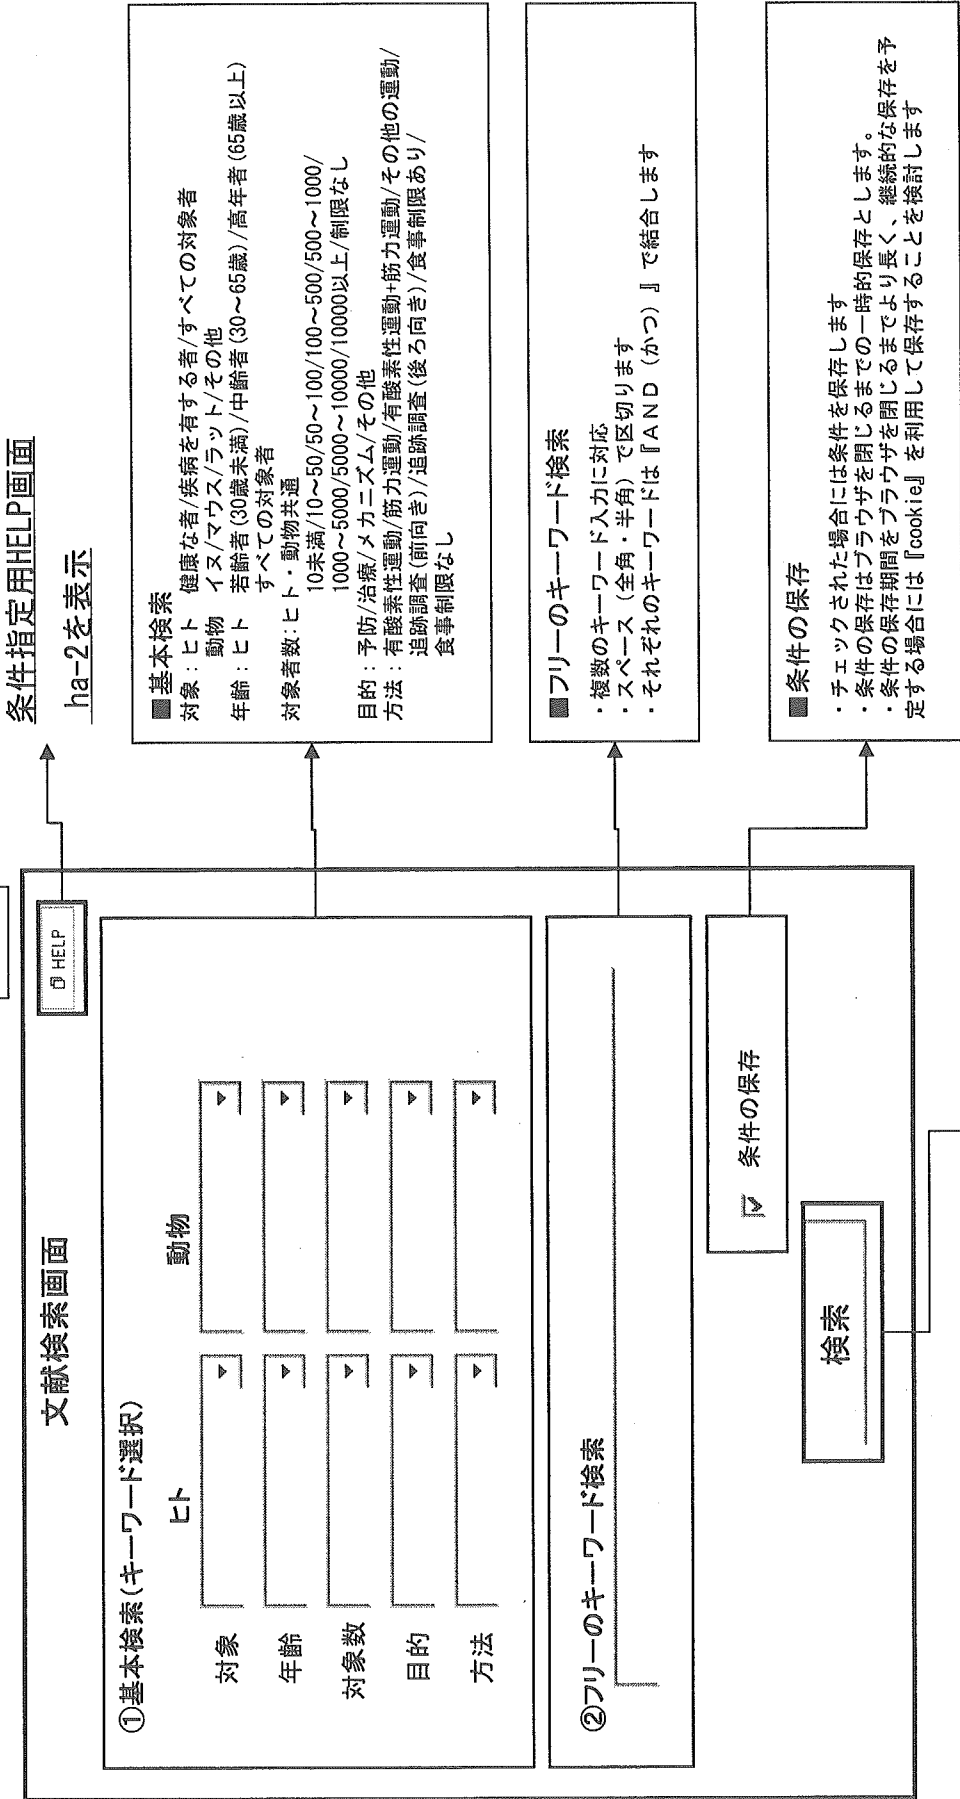 文献検索画面
HELP
①基本検索(キーワード選択)
ヒト
動物
対象
年齢
対象数
目的
方法
②フリーのキーワード検索
条件の保存
検索
条件指定用HELP画面
ha-2を表示
■基本検索
対象：ヒト　健康な者/疾病を有する者/すべての対象者
動物　イヌ/マウス/ラット/その他
年齢：ヒト　若齢者(30歳未満)/中齢者(30～65歳)/高年者(65歳以上)
すべての対象者
対象者数：ヒト・動物共通
10未満/10～50/50～100/100～500/500～1000/
1000～5000/5000～10000/10000以上/制限なし
目的：予防/治療/メカニズム/その他
方法：有酸素性運動/筋力運動/有酸素性運動+筋力運動/その他の運動/
追跡調査(前向き)/追跡調査(後ろ向き)/食事制限あり/
食事制限なし
■フリーのキーワード検索
・複数のキーワード入力に対応
・スペース（全角・半角）で区切ります
・それぞれのキーワードは『ＡＮＤ（かつ）』で結合します
■条件の保存
・チェックされた場合には条件を保存します
・条件の保存はブラウザを閉じるまでの一時的保存とします。
・条件の保存期間をブラウザを閉じるまでより長く、継続的な保存を予
定する場合には『cookie』を利用して保存することを検討します